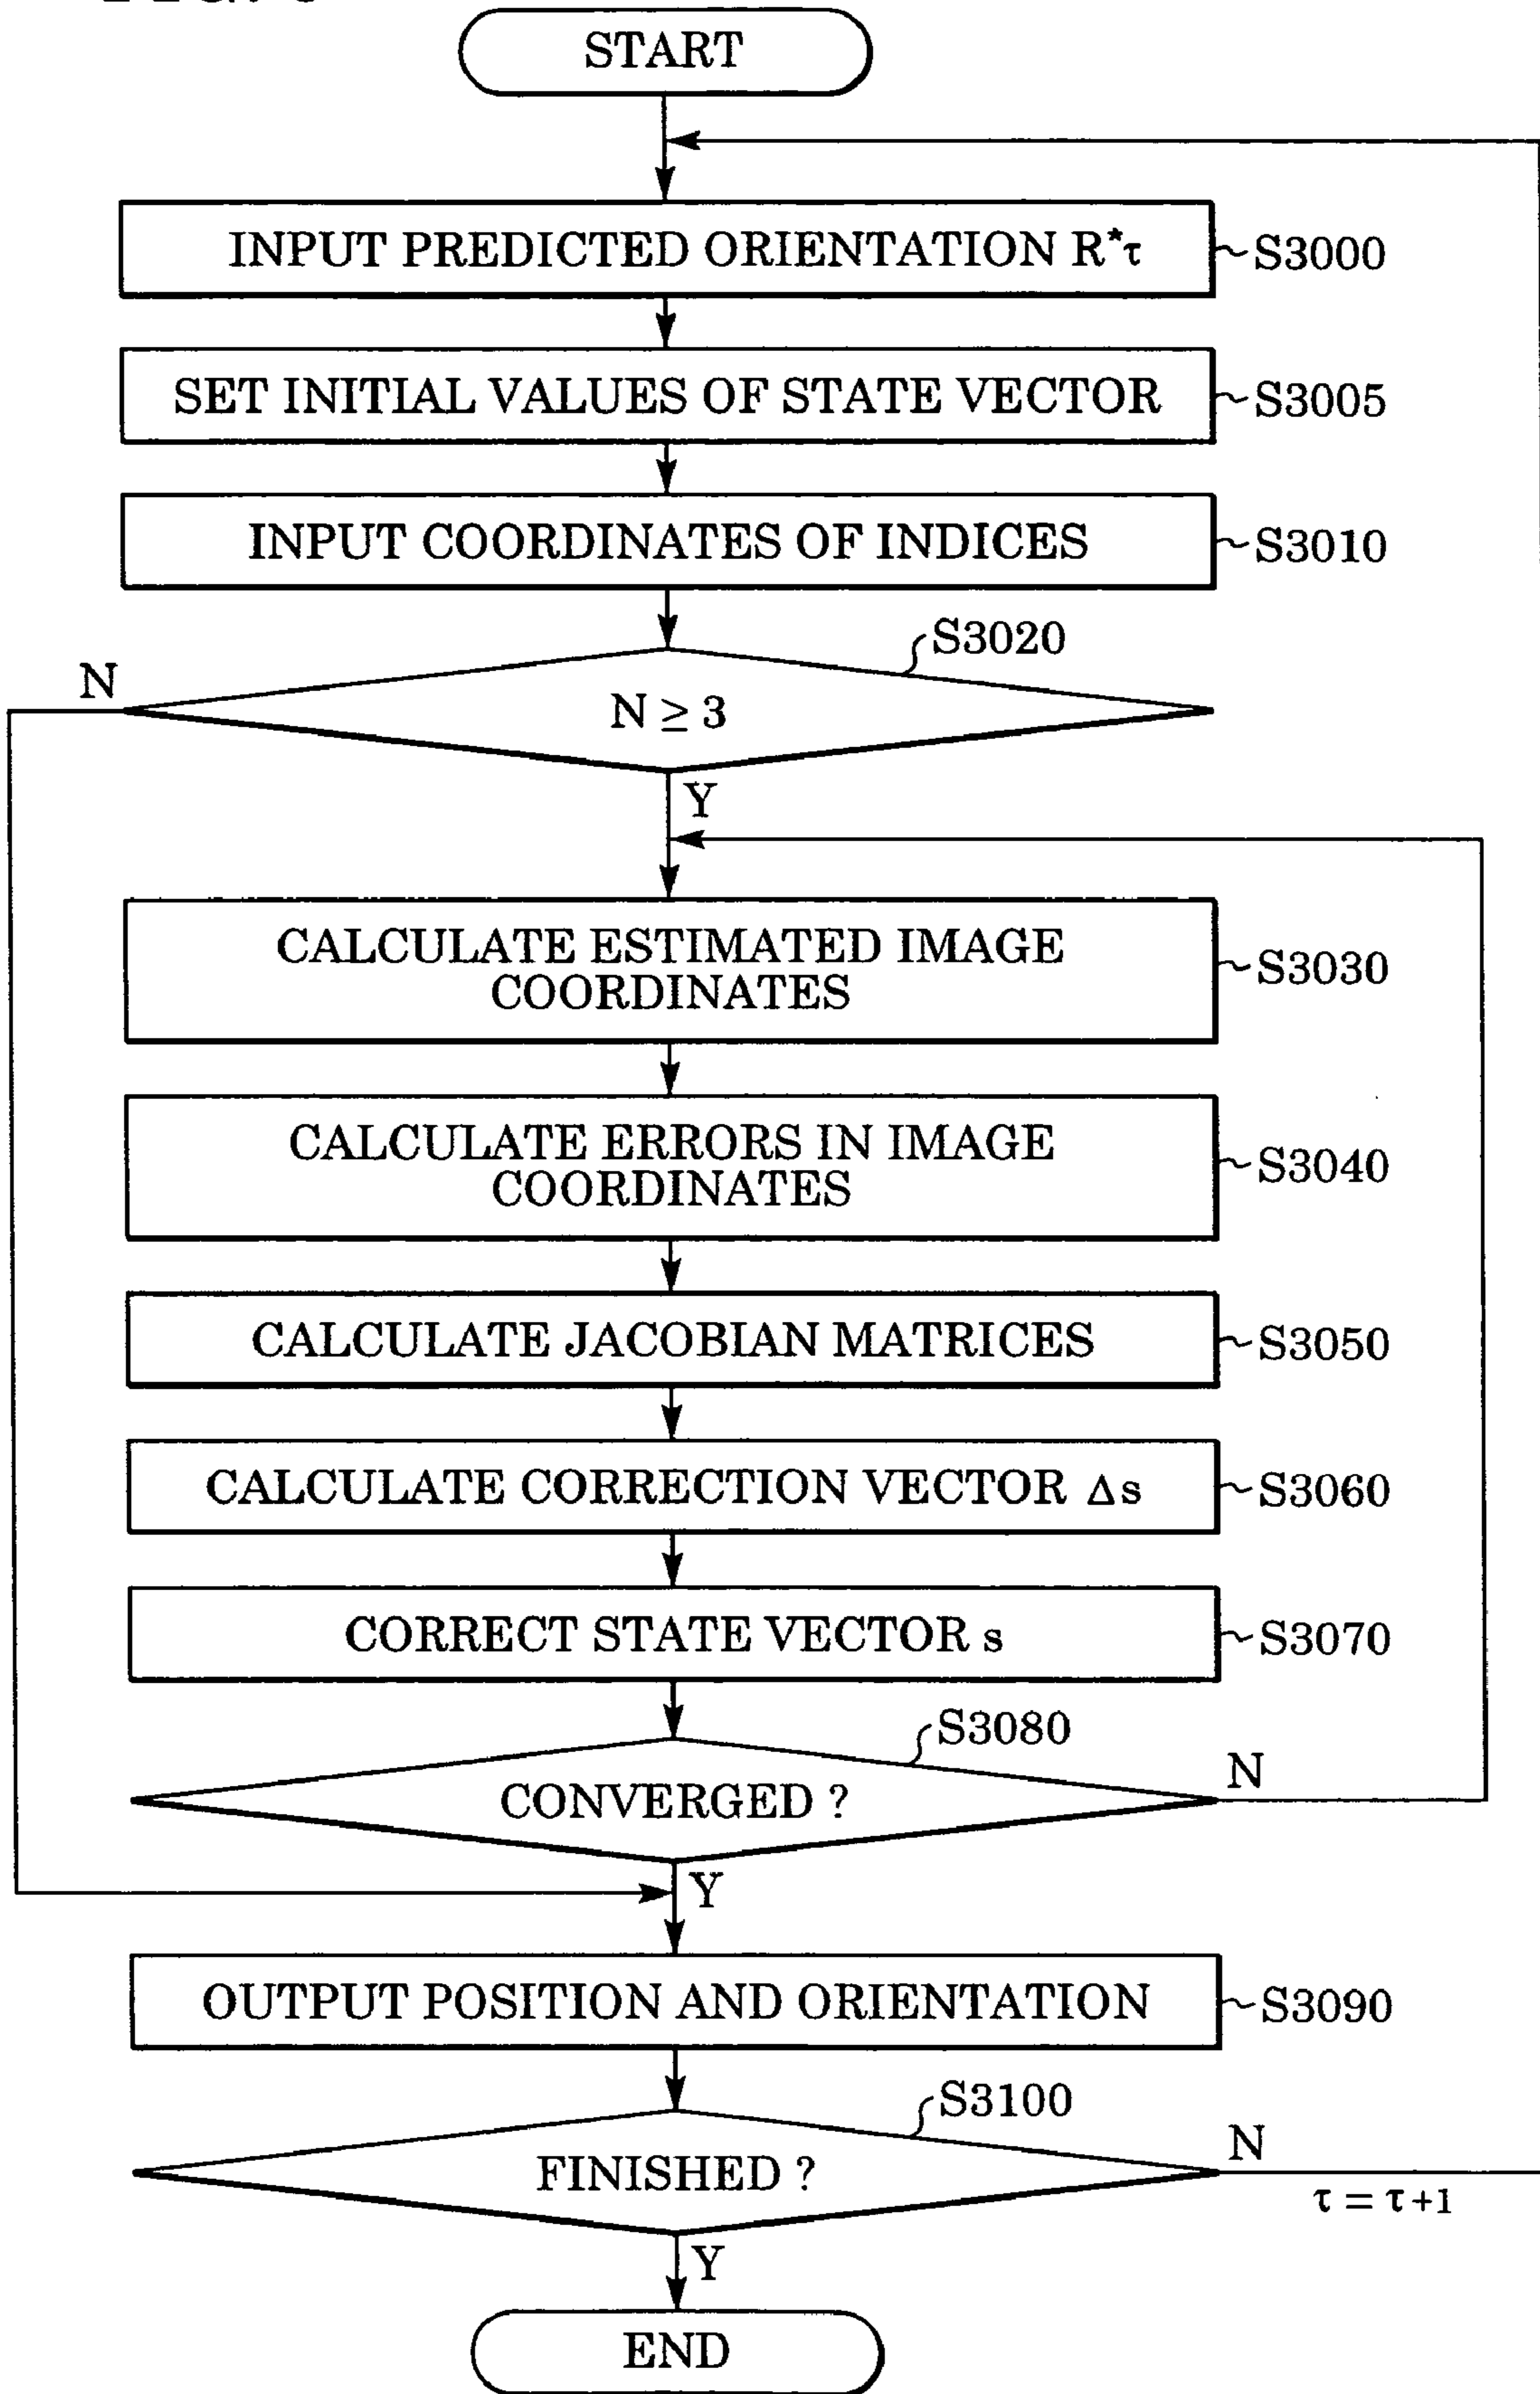 START
INPUT PREDICTED ORIENTATION R*τ
S3000
SET INITIAL VALUES OF STATE VECTOR
S3005
INPUT COORDINATES OF INDICES
S3010
S3020
N
N ≥ 3
Y
CALCULATE ESTIMATED IMAGE
COORDINATES
S3030
CALCULATE ERRORS IN IMAGE
COORDINATES
S3040
CALCULATE JACOBIAN MATRICES
S3050
CALCULATE CORRECTION VECTOR Δs
S3060
CORRECT STATE VECTOR s
S3070
S3080
CONVERGED ?
N
Y
OUTPUT POSITION AND ORIENTATION
S3090
S3100
FINISHED ?
N
τ = τ+1
Y
END